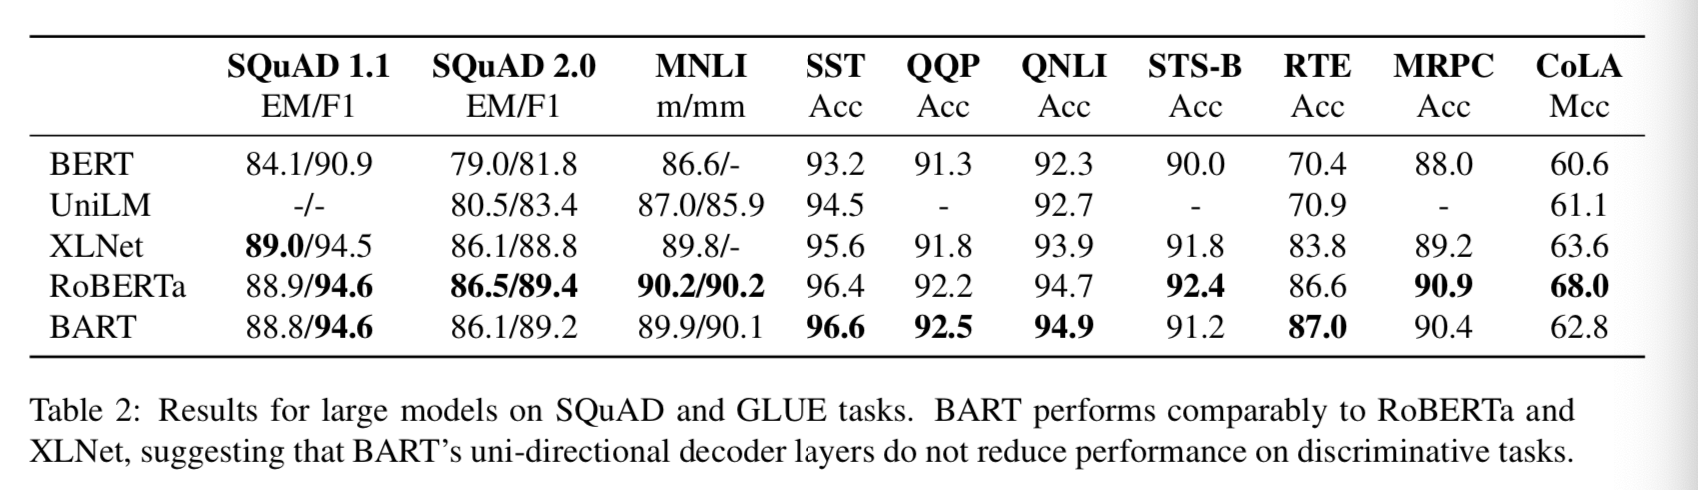 SQuAD 1.1 SQuAD 2.0 MNLI SST QQP QNLI STS-B RTE MRPC CoLA
EM/F1 EM/F1 m/mm Acc Acc Acc Acc Acc Acc Mcc
BERT 84.1/90.9 79.0/81.8 86.6/- 93.2 91.3 92.3 90.0 70.4 88.0 60.6
UniLM -/- 80.5/83.4 87.0/85.9 94.5 - 92.7 - 70.9 - 61.1
XLNet 89.0/94.5 86.1/88.8 89.8/- 95.6 91.8 93.9 91.8 83.8 89.2 63.6
RoBERTa 88.9/94.6 86.5/89.4 90.2/90.2 96.4 92.2 94.7 92.4 86.6 90.9 68.0
BART 88.8/94.6 86.1/89.2 89.9/90.1 96.6 92.5 94.9 91.2 87.0 90.4 62.8
Table 2: Results for large models on SQuAD and GLUE tasks. BART performs comparably to RoBERTa and
XLNet, suggesting that BART's uni-directional decoder layers do not reduce performance on discriminative tasks.